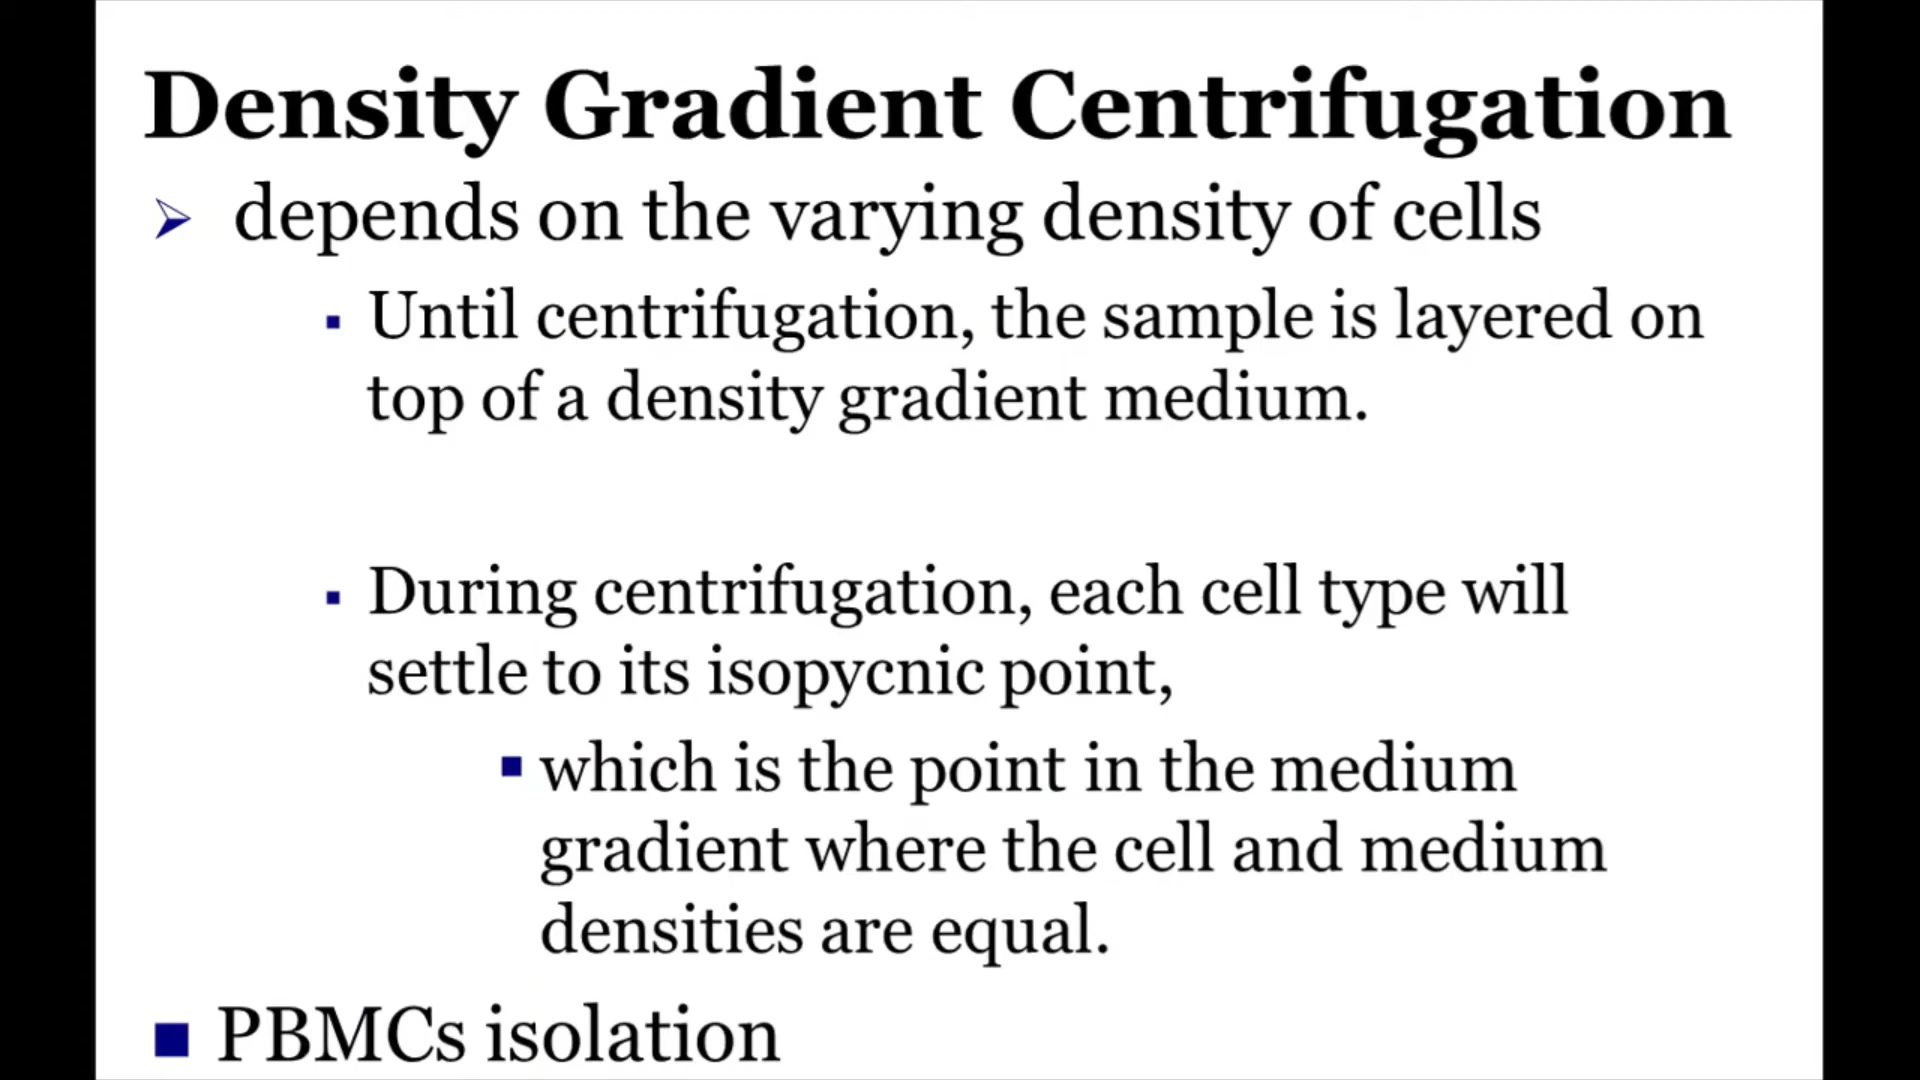 Density Gradient Centrifugation
depends on the varying density of cells
Until centrifugation, the sample is layered on
top of a density gradient medium.
During centrifugation, each cell type will
settle to its isopycnic point,
which is the point in the medium
gradient where the cell and medium
densities are equal.
PBMCs isolation